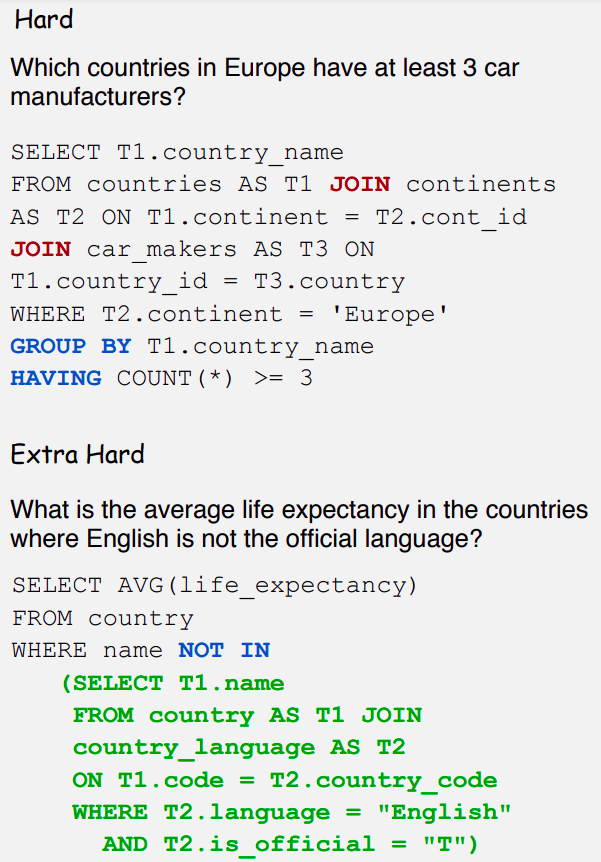 Hard
Which countries in Europe have at least 3 car
manufacturers?
SELECT T1.country_name
FROM countries AS T1 JOIN continents
AS T2 ON T1.continent = T2.cont_id
JOIN car_makers AS T3 ON
T1.country_id = T3.country
WHERE T2.continent = 'Europe'
GROUP BY T1.country_name
HAVING COUNT(*) >= 3
Extra Hard
What is the average life expectancy in the countries
where English is not the official language?
SELECT AVG(life_expectancy)
FROM country
WHERE name NOT IN
(SELECT T1.name
FROM country AS T1 JOIN
country_language AS T2
ON T1.code = T2.country_code
WHERE T2.language = "English"
AND T2.is_official = "T")